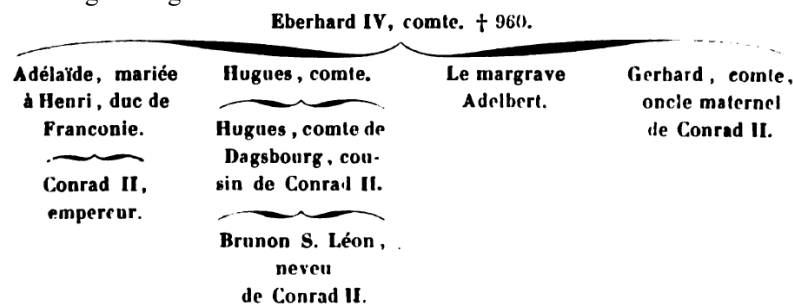 Eberhard IV, comte. † 960.
Adélaïde, mariée
à Henri, duc de
Franconie.
Conrad II,
empereur.
Hugues, comte.
Hugues, comte de
Dagsbourg, cou-
sin de Conrad II.
Brunon S. Léon,
neveu
de Conrad II.
Le margrave
Adelbert.
Gerhard, comte,
oncle maternel
de Conrad II.